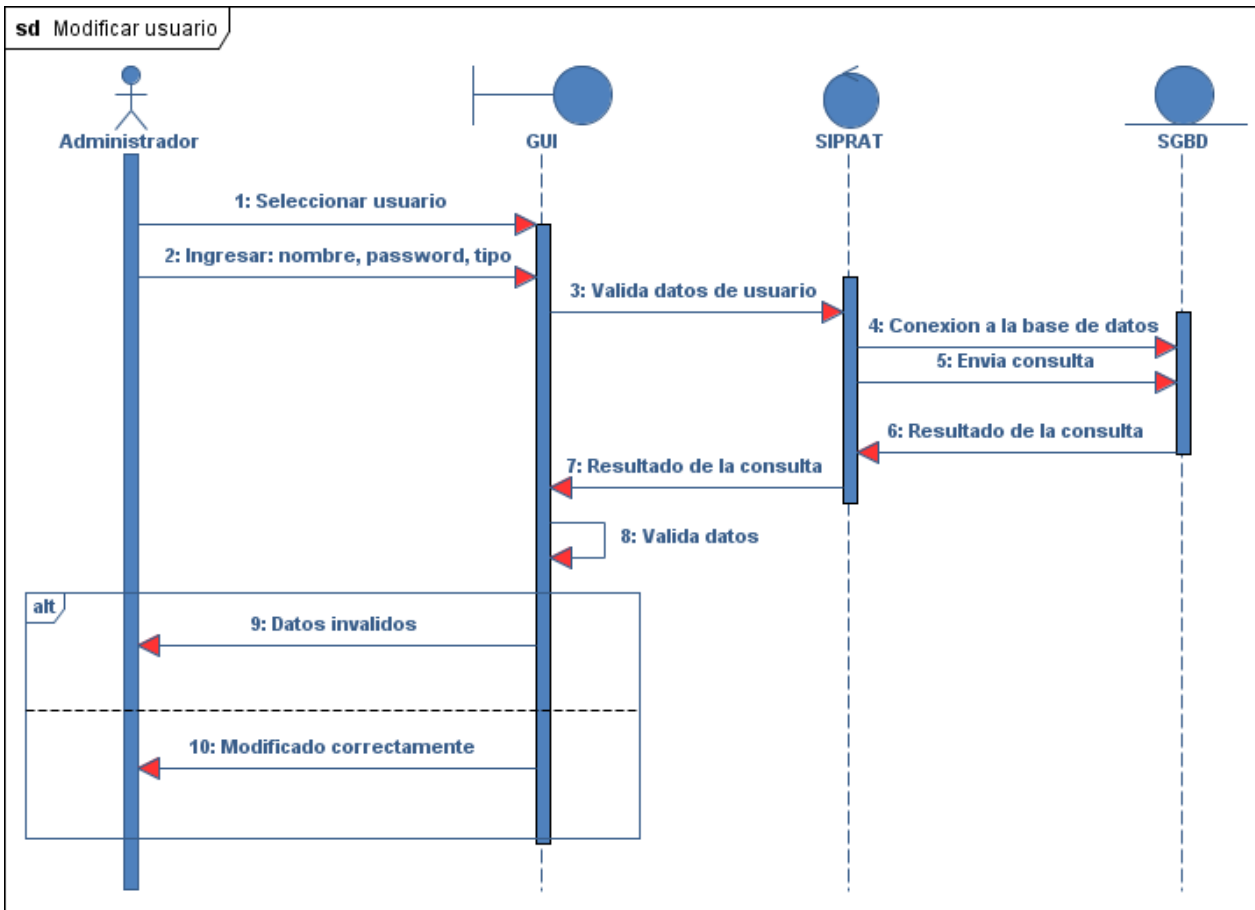 sd Modificar usuario
Administrador
GUI
SIPRAT
SGBD
1: Seleccionar usuario
2: Ingresar: nombre, password, tipo
3: Valida datos de usuario
4: Conexion a la base de datos
5: Envia consulta
6: Resultado de la consulta
7: Resultado de la consulta
8: Valida datos
alt
9: Datos invalidos
10: Modificado correctamente